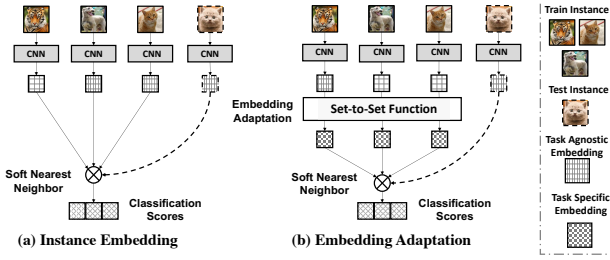 CNN CNN CNN CNN
Soft Nearest
Neighbor
Classification
Scores
(a) Instance Embedding
CNN CNN CNN CNN
Embedding
Adaptation
Set-to-Set Function
Soft Nearest
Neighbor
Classification
Scores
(b) Embedding Adaptation
Train Instance
Test Instance
Task Agnostic
Embedding
Task Specific
Embedding